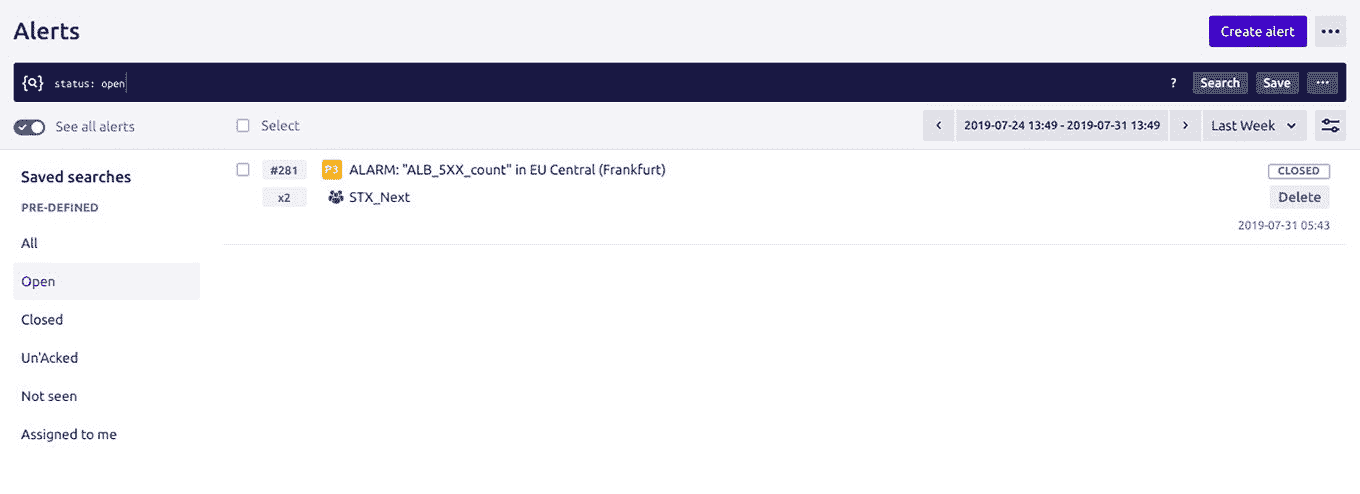 Alerts
Create alert
status: open
? Search Save
See all alerts
Select
2019-07-24 13:49 - 2019-07-31 13:49
Last Week
Saved searches
PRE-DEFINED
All
Open
Closed
Un'Acked
Not seen
Assigned to me
#281 P3 ALARM: "ALB_5XX_count" in EU Central (Frankfurt)
CLOSED
x2 STX_Next
Delete
2019-07-31 05:43